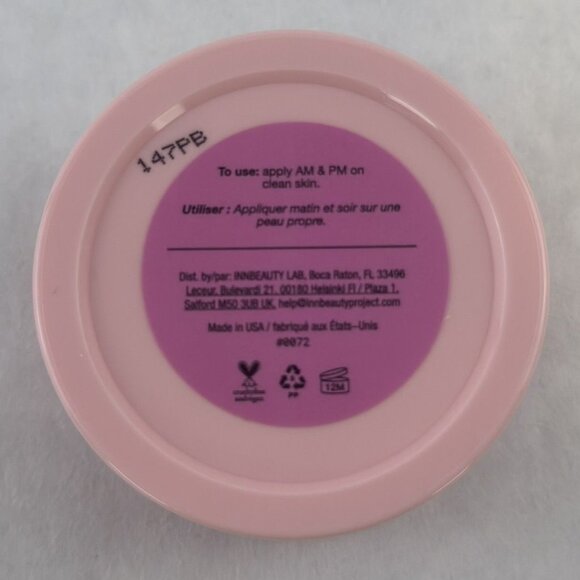 147PB
To use: apply AM & PM on
clean skin.
Utiliser : Appliquer matin et soir sur une
peau propre.
Dist. by/par: INNBEAUTY LAB, Boca Raton, FL 33496
Leceur, Bulevardi 21, 00180 Helsinki FI / Plaza 1,
Salford M50 3UB UK, help@innbeautyproject.com
Made in USA / fabriqué aux États-Unis
#0072
PP
12M